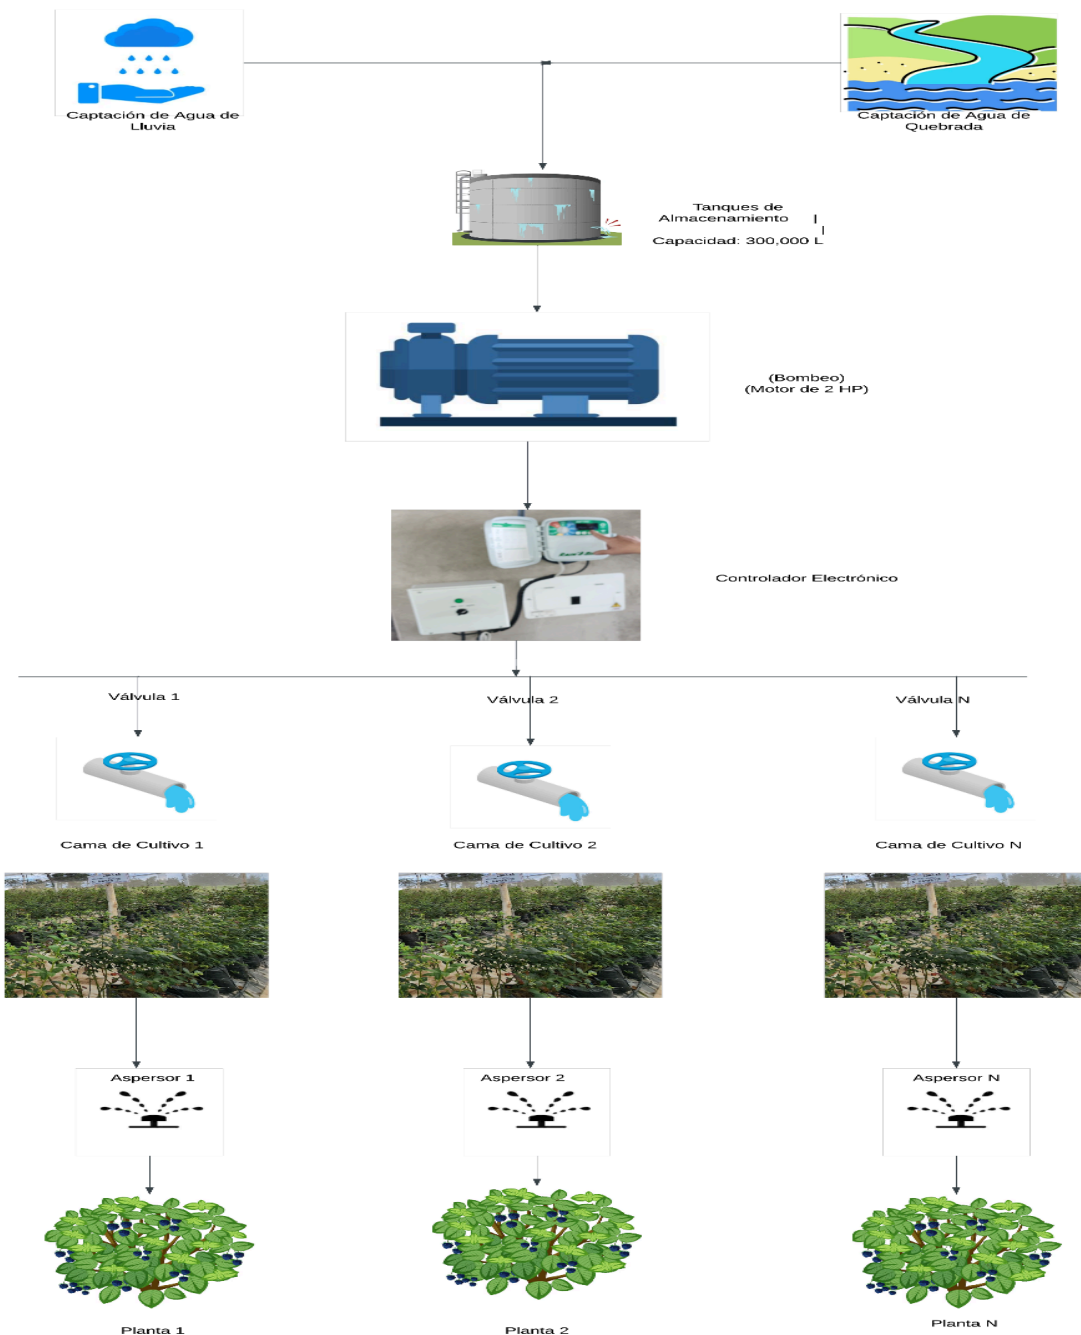 Captación de Agua de
Lluvia
Captación de Agua de
Quebrada
Tanques de
Almacenamiento
Capacidad: 300,000 L
(Bombeo)
(Motor de 2 HP)
Controlador Electrónico
Válvula 1
Válvula 2
Válvula N
Cama de Cultivo 1
Cama de Cultivo 2
Cama de Cultivo N
Aspersor 1
Aspersor 2
Aspersor N
Planta 1
Planta 2
Planta N